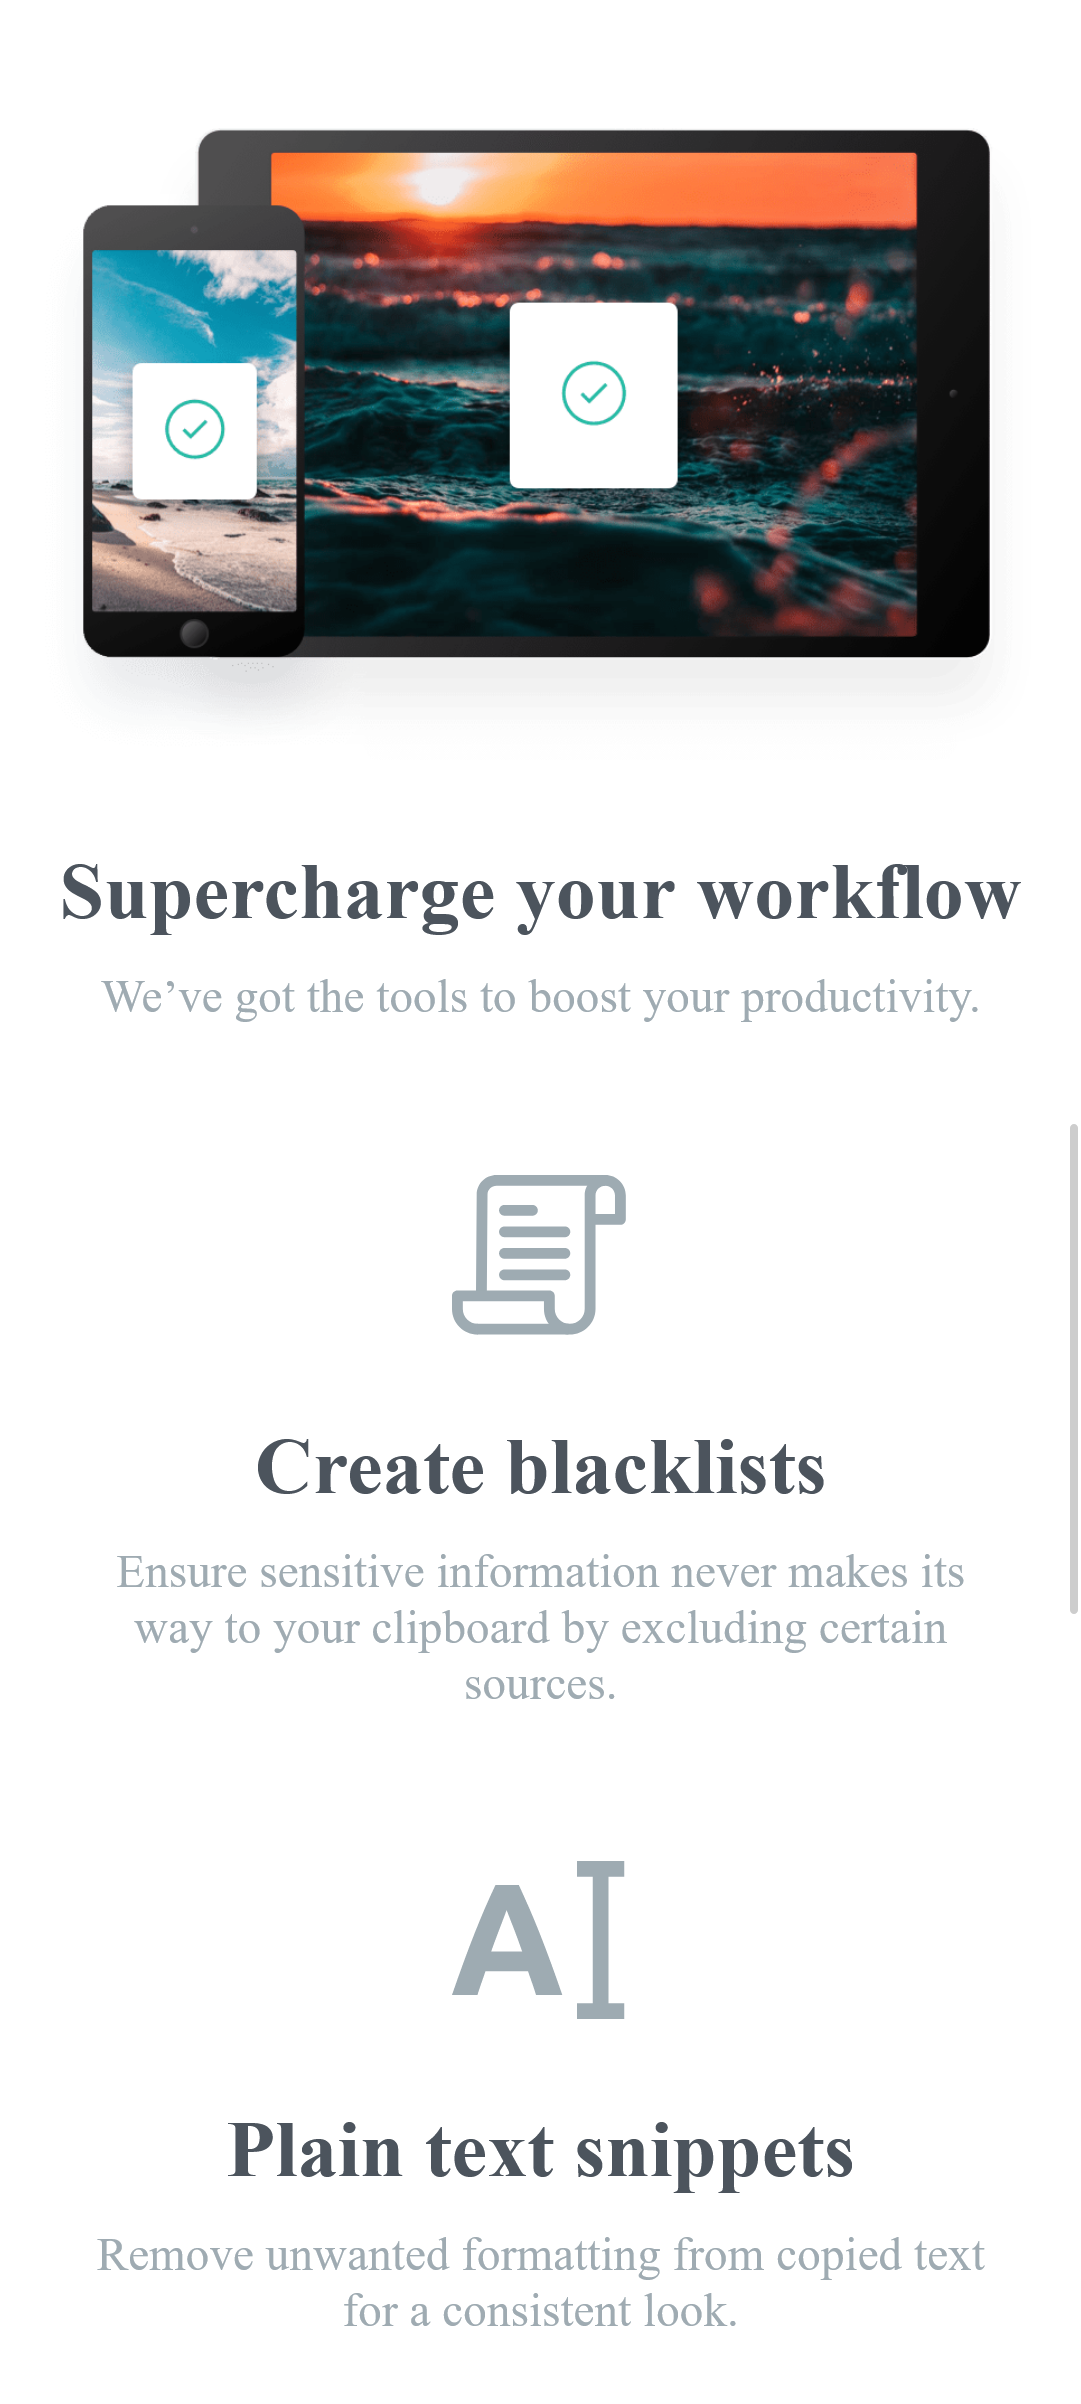 Supercharge your workflow
We’ve got the tools to boost your productivity.
Create blacklists
Ensure sensitive information never makes its
way to your clipboard by excluding certain
sources.
A
Plain text snippets
Remove unwanted formatting from copied text
for a consistent look.